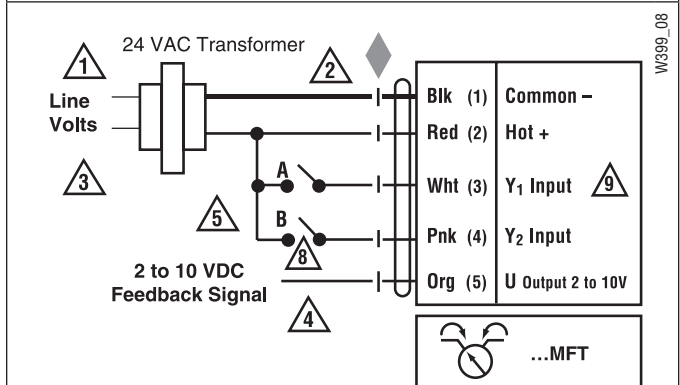 W399_08
24 VAC Transformer
1
2
Line
Volts
Blk (1) Common –
Red (2) Hot +
3
A
Wht (3) Y₁ Input
9
5
B
Pnk (4) Y₂ Input
8
2 to 10 VDC
Feedback Signal
Org (5) U Output 2 to 10V
4
...MFT